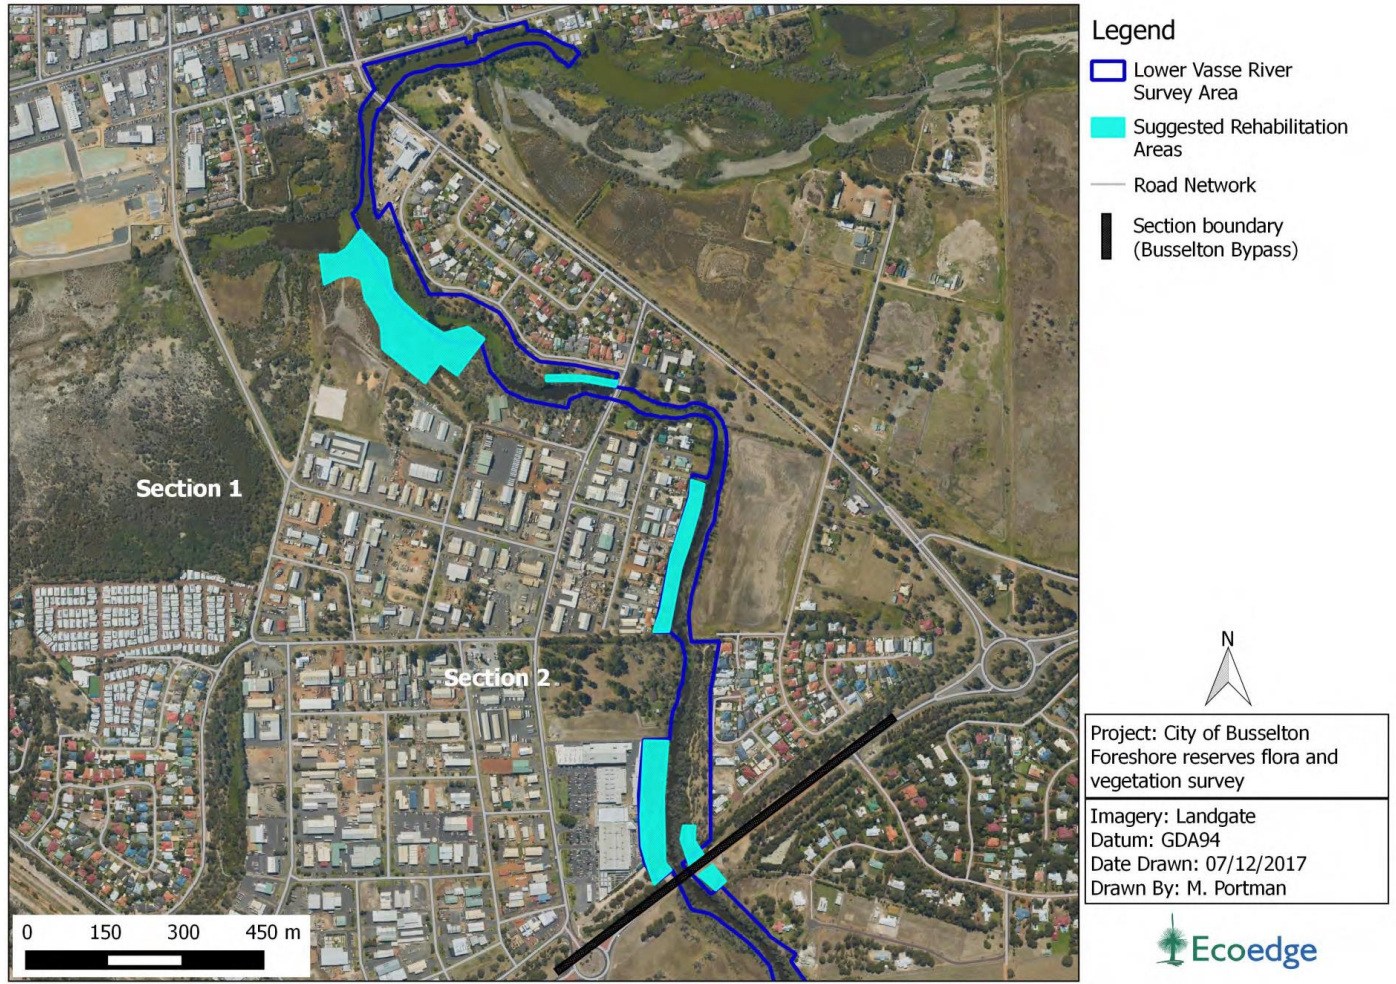 Legend
Lower Vasse River
Survey Area
Suggested Rehabilitation
Areas
Road Network
Section boundary
(Busselton Bypass)
Section 1
Section 2
N
Project: City of Busselton
Foreshore reserves flora and
vegetation survey
Imagery: Landgate
Datum: GDA94
Date Drawn: 07/12/2017
Drawn By: M. Portman
0 150 300 450 m
Ecoedge